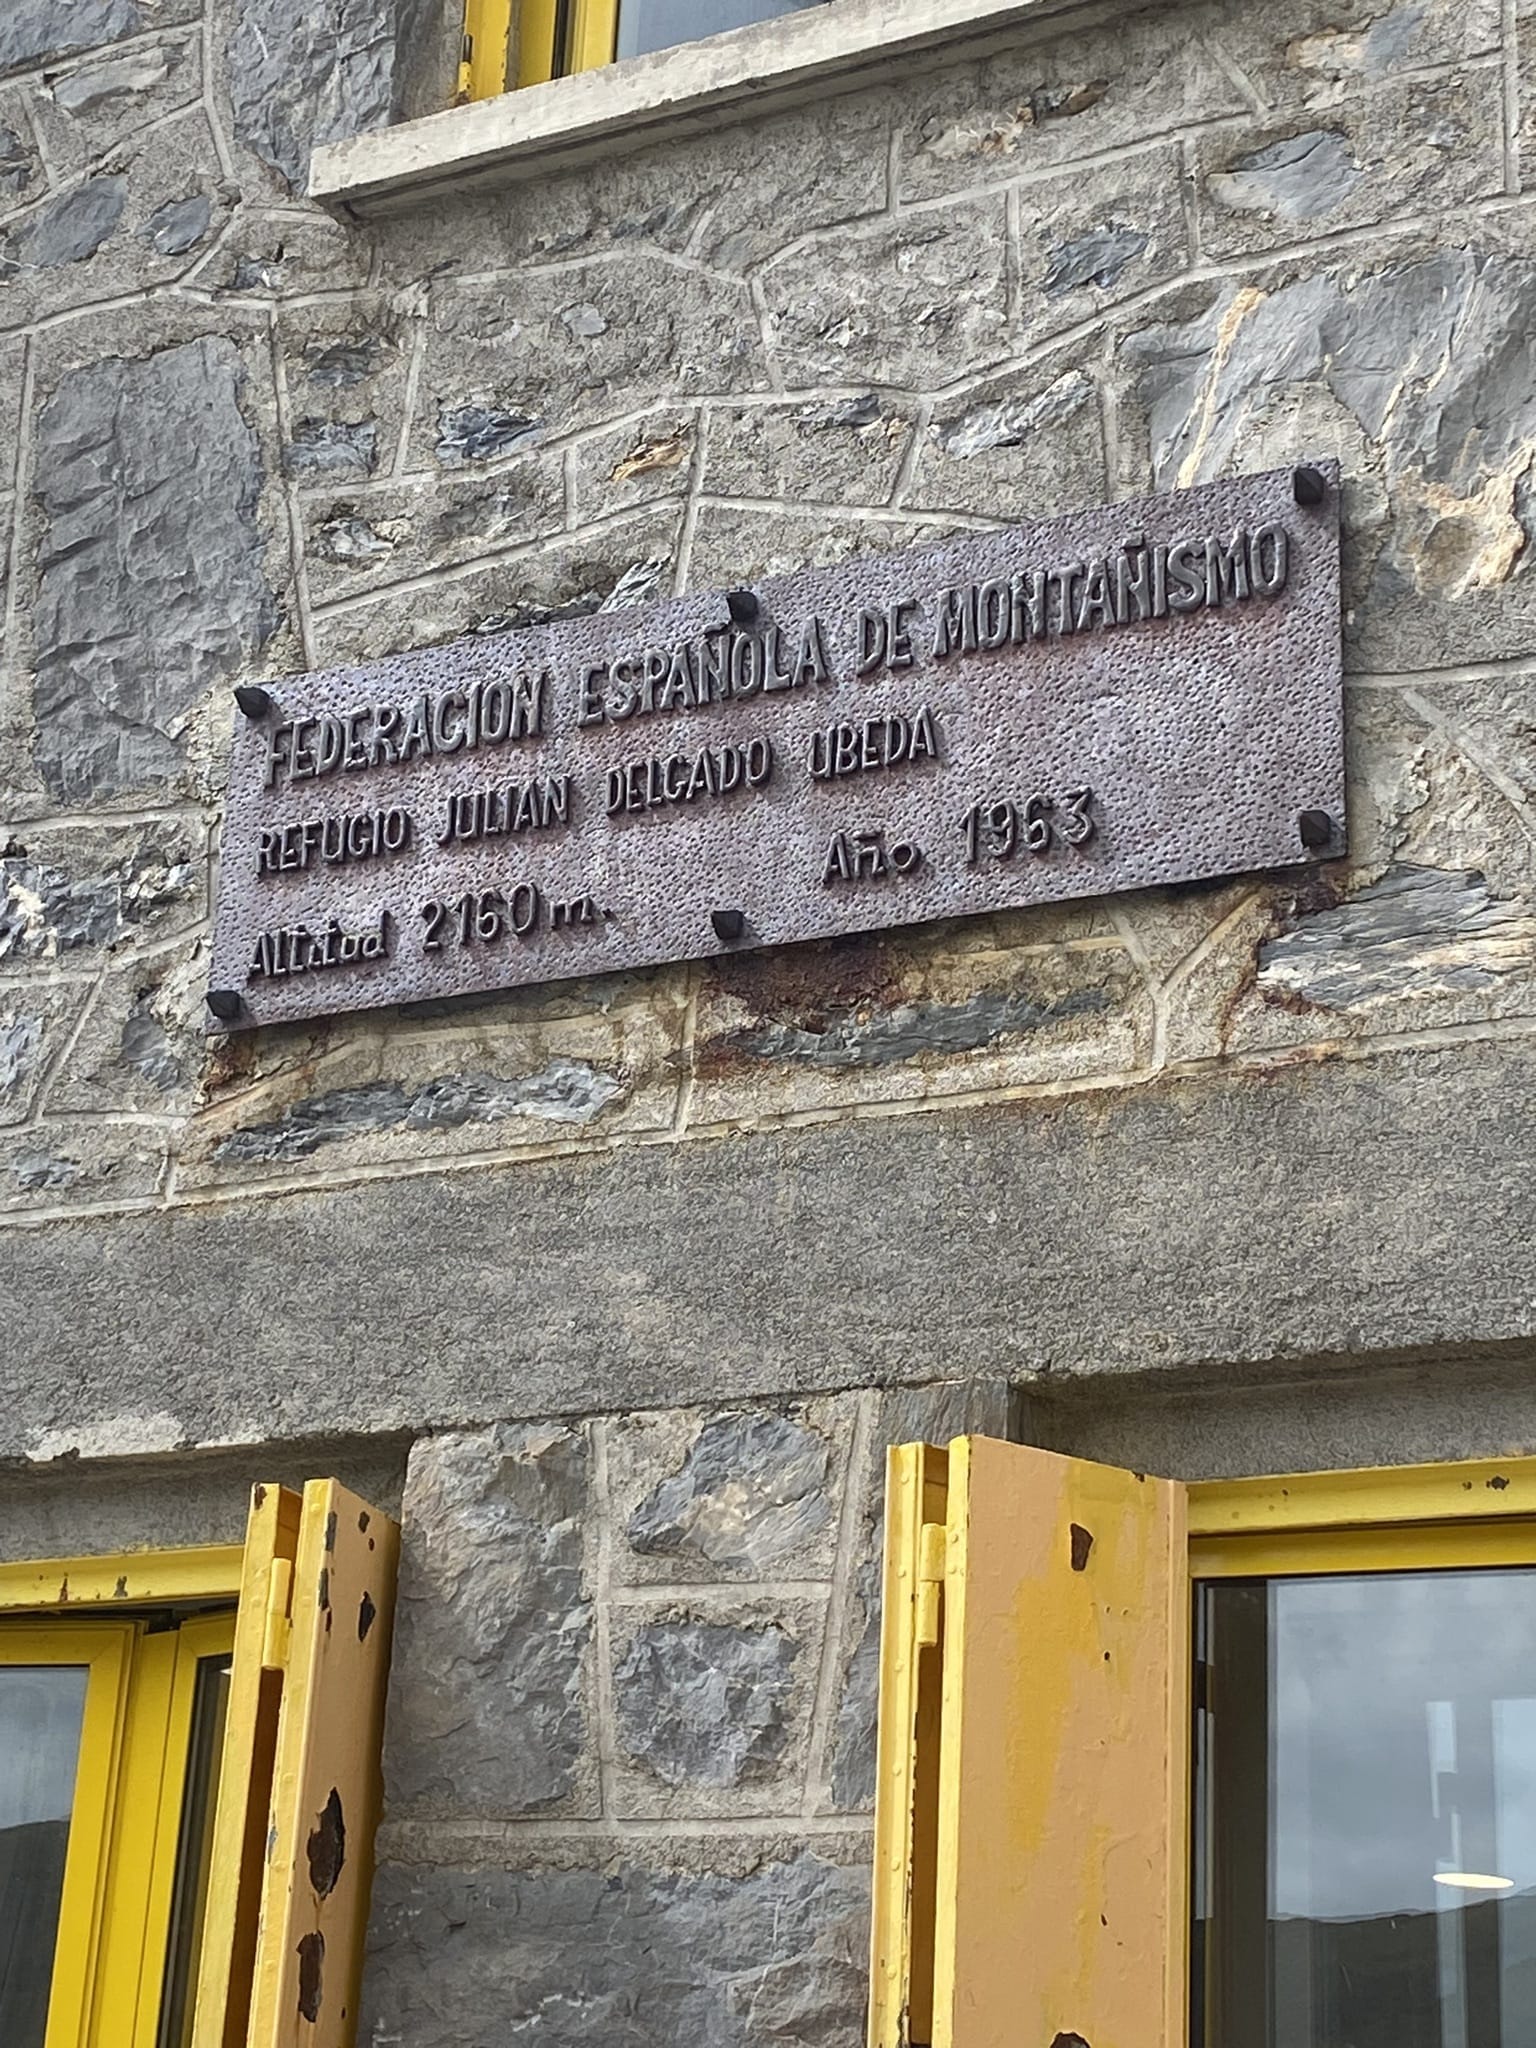 FEDERACION ESPAÑOLA DE MONTAÑISMO
REFUGIO JULIAN DELGADO UBEDA
Altitud 2160 m. Año 1963